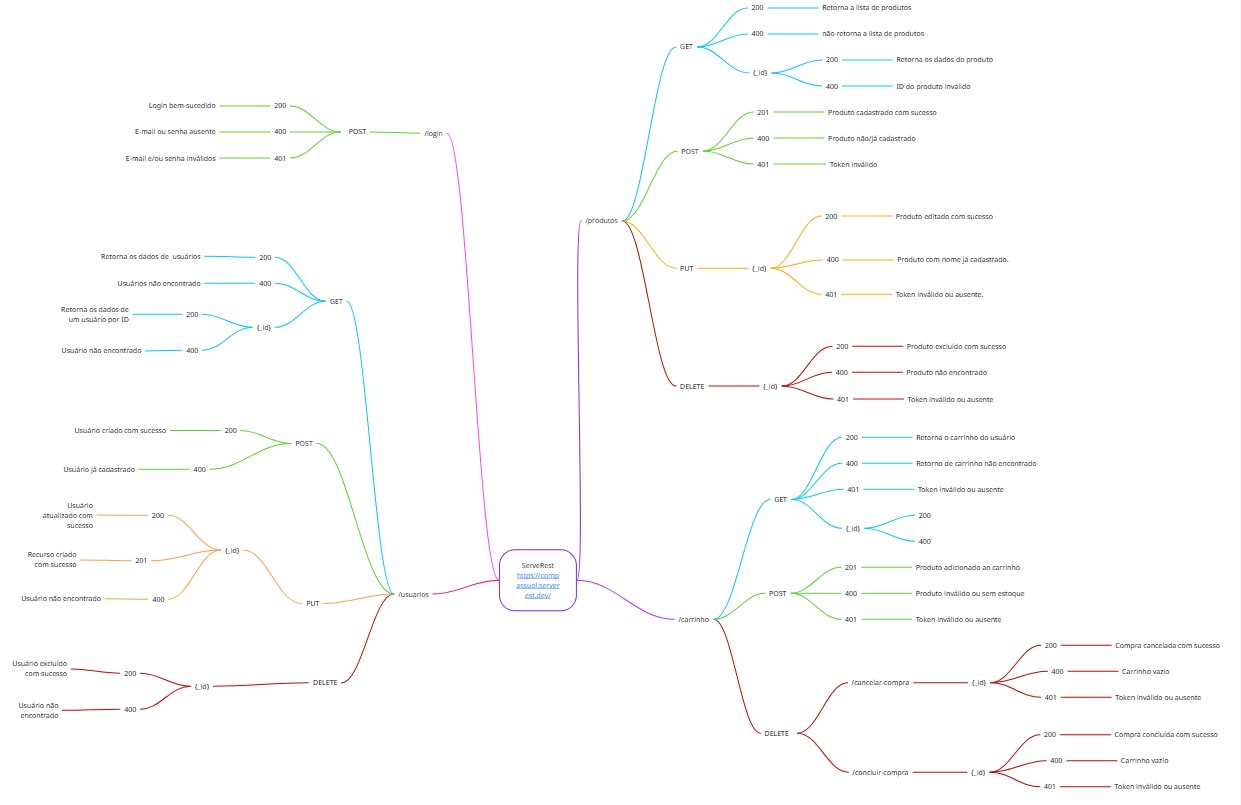 ServeRest
https://comp
assuol.server
est.dev/
/login
POST
200
Login bem-sucedido
400
E-mail ou senha ausente
401
E-mail e/ou senha inválidos
/usuarios
GET
200
Retorna os dados de usuários
400
Usuários não encontrado
{_id}
200
Retorna os dados de
um usuário por ID
400
Usuário não encontrado
POST
200
Usuário criado com sucesso
400
Usuário já cadastrado
PUT
{_id}
200
Usuário
atualizado com
sucesso
201
Recurso criado
com sucesso
400
Usuário não encontrado
DELETE
{_id}
200
Usuário excluído
com sucesso
400
Usuário não
encontrado
/produtos
GET
200
Retorna a lista de produtos
400
não retorna a lista de produtos
{_id}
200
Retorna os dados do produto
400
ID do produto inválido
POST
201
Produto cadastrado com sucesso
400
Produto não/já cadastrado
401
Token inválido
PUT
{_id}
200
Produto editado com sucesso
400
Produto com nome já cadastrado.
401
Token inválido ou ausente.
DELETE
{_id}
200
Produto excluído com sucesso
400
Produto não encontrado
401
Token inválido ou ausente
/carrinho
GET
200
Retorna o carrinho do usuário
400
Retorno de carrinho não encontrado
401
Token inválido ou ausente
{_id}
200
400
POST
201
Produto adicionado ao carrinho
400
Produto inválido ou sem estoque
401
Token inválido ou ausente
DELETE
/cancelar-compra
{_id}
200
Compra cancelada com sucesso
400
Carrinho vazio
401
Token inválido ou ausente
/concluir-compra
{_id}
200
Compra concluída com sucesso
400
Carrinho vazio
401
Token inválido ou ausente